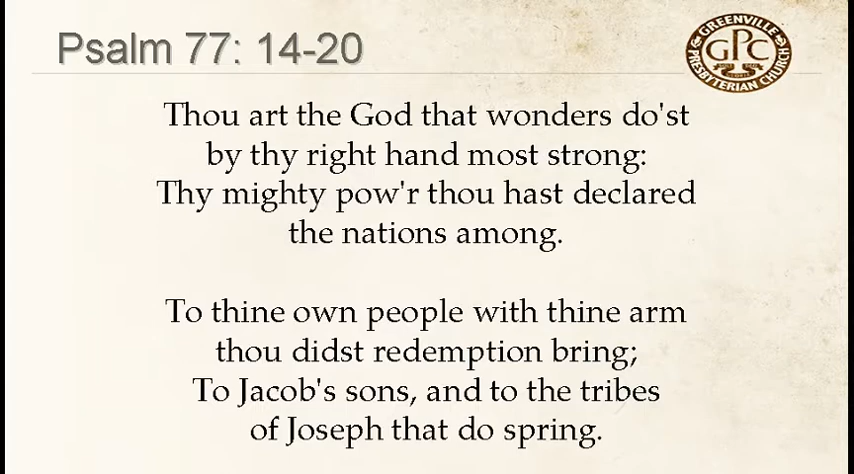 Psalm 77: 14-20
GREENVILLE
GPC
PRESBYTERIAN CHURCH
Thou art the God that wonders do'st
by thy right hand most strong:
Thy mighty pow'r thou hast declared
the nations among.
To thine own people with thine arm
thou didst redemption bring;
To Jacob's sons, and to the tribes
of Joseph that do spring.